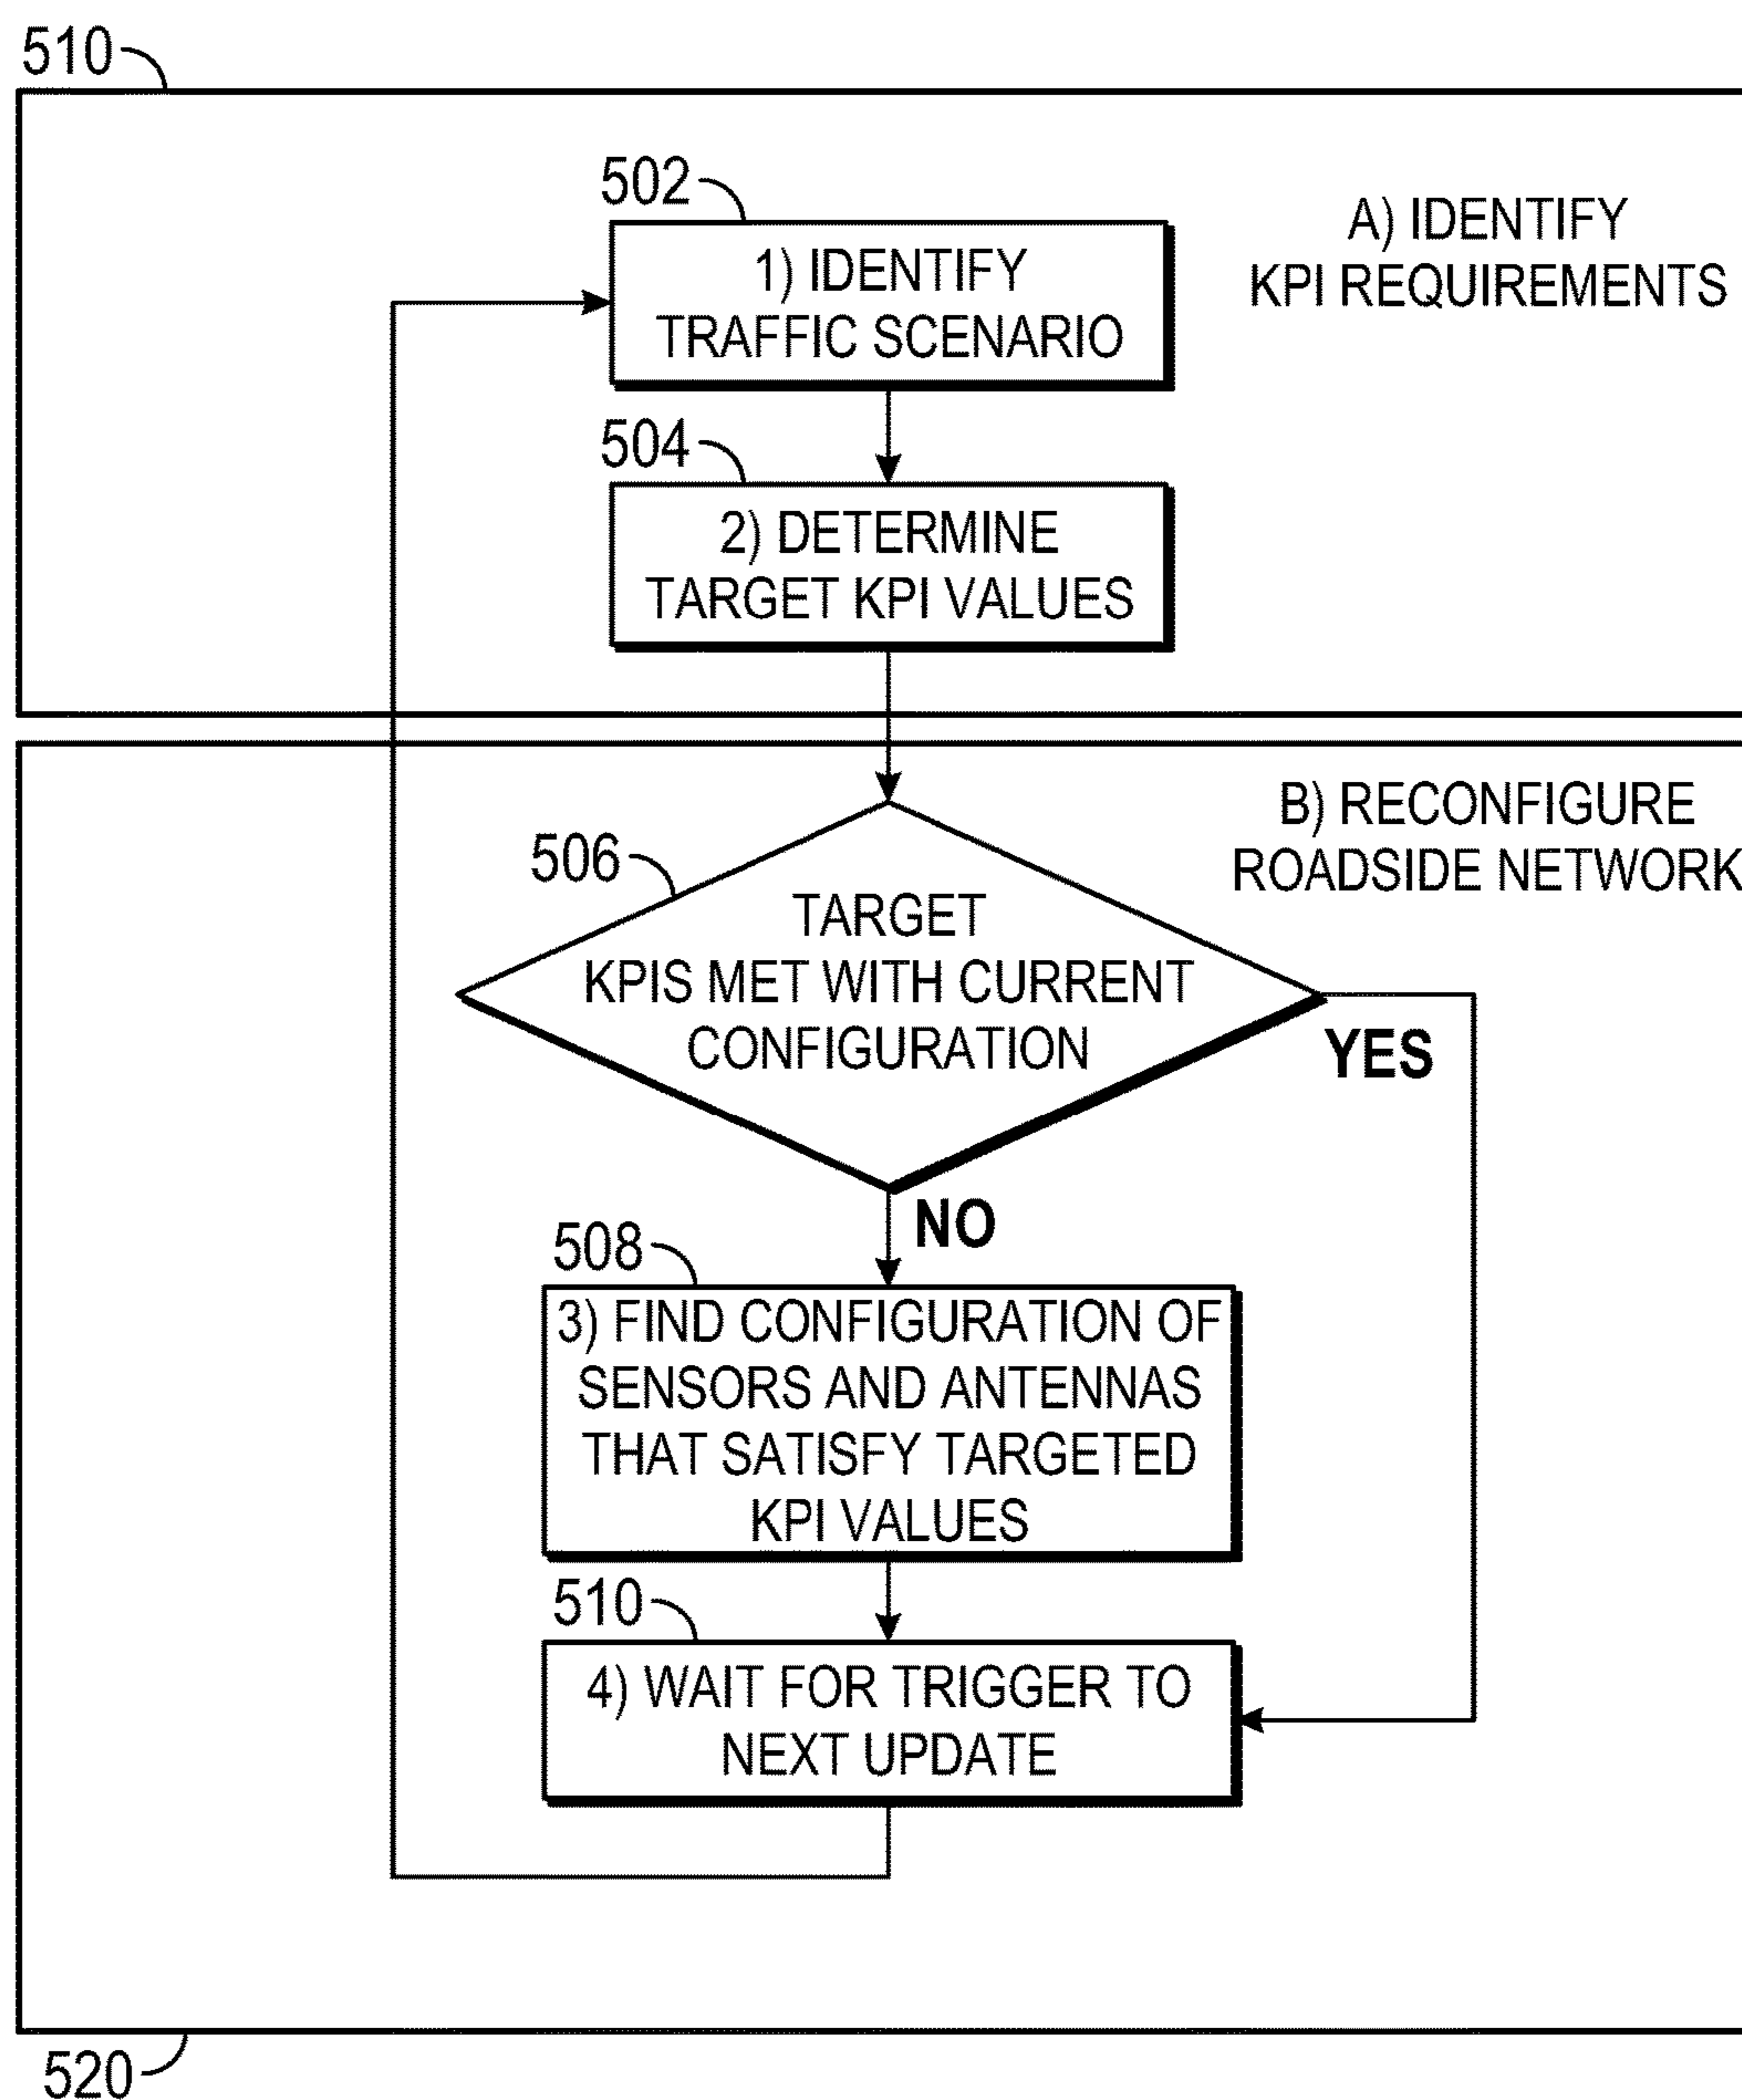 510
502
1) IDENTIFY
TRAFFIC SCENARIO
A) IDENTIFY
KPI REQUIREMENTS
504
2) DETERMINE
TARGET KPI VALUES
B) RECONFIGURE
ROADSIDE NETWORK
506
TARGET
KPIS MET WITH CURRENT
CONFIGURATION
YES
NO
508
3) FIND CONFIGURATION OF
SENSORS AND ANTENNAS
THAT SATISFY TARGETED
KPI VALUES
510
4) WAIT FOR TRIGGER TO
NEXT UPDATE
520